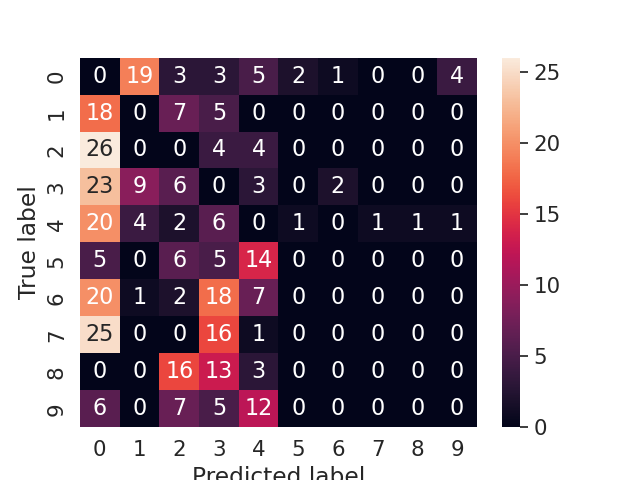 0 0 19 3 3 5 2 1 0 0 4
1 18 0 7 5 0 0 0 0 0 0
2 26 0 0 4 4 0 0 0 0 0
3 23 9 6 0 3 0 2 0 0 0
4 20 4 2 6 0 1 0 1 1 1
5 5 0 6 5 14 0 0 0 0 0
6 20 1 2 18 7 0 0 0 0 0
7 25 0 0 16 1 0 0 0 0 0
8 0 0 16 13 3 0 0 0 0 0
9 6 0 7 5 12 0 0 0 0 0
0 1 2 3 4 5 6 7 8 9
True label
Predicted label
25
20
15
10
5
0